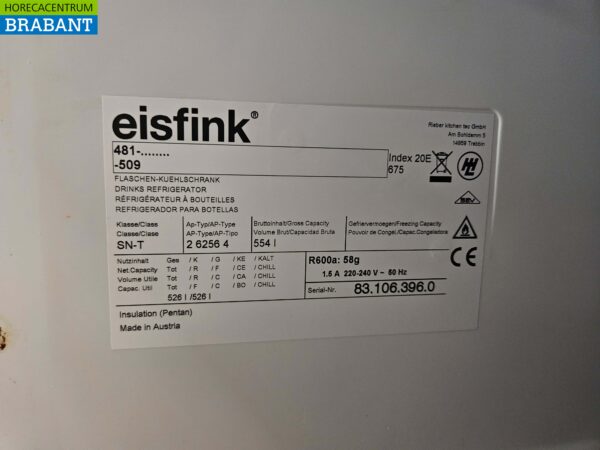 HORECACENTRUM
BRABANT
eisfink®
Rieber kitchen tec GmbH
Am Schidamm 5
14959 Trebbin
481-........
-509
Index 20E
675
FLASCHEN-KUEHLSCHRANK
DRINKS REFRIGERATOR
RÉFRIGÉRATEUR À BOUTEILLES
REFRIGERADOR PARA BOTELLAS
Klasse/Class Ap-Typ/AP-Type Bruttoinhalt/Gross Capacity Gefriervermoegen/Freezing Capacity
Classe/Clase AP-Type/AP-Tipo Volume Brut/Capacidad Bruta Pouvoir de Congel./Cap.Congeladora
SN-T 2 6256 4 554 l
Nutzinhalt Ges / K / G / KE / KALT
Net.Capacity Tot / R / F / CE / CHILL
Volume Utile Tot / R / C / CA / CHILL
Capac. Util Tot / F / C / BO / CHILL
526 l /526 l
R600a: 58g
1.5 A 220-240 V ~ 50 Hz
Serial-Nr. 83.106.396.0
CE
Insulation (Pentan)
Made in Austria